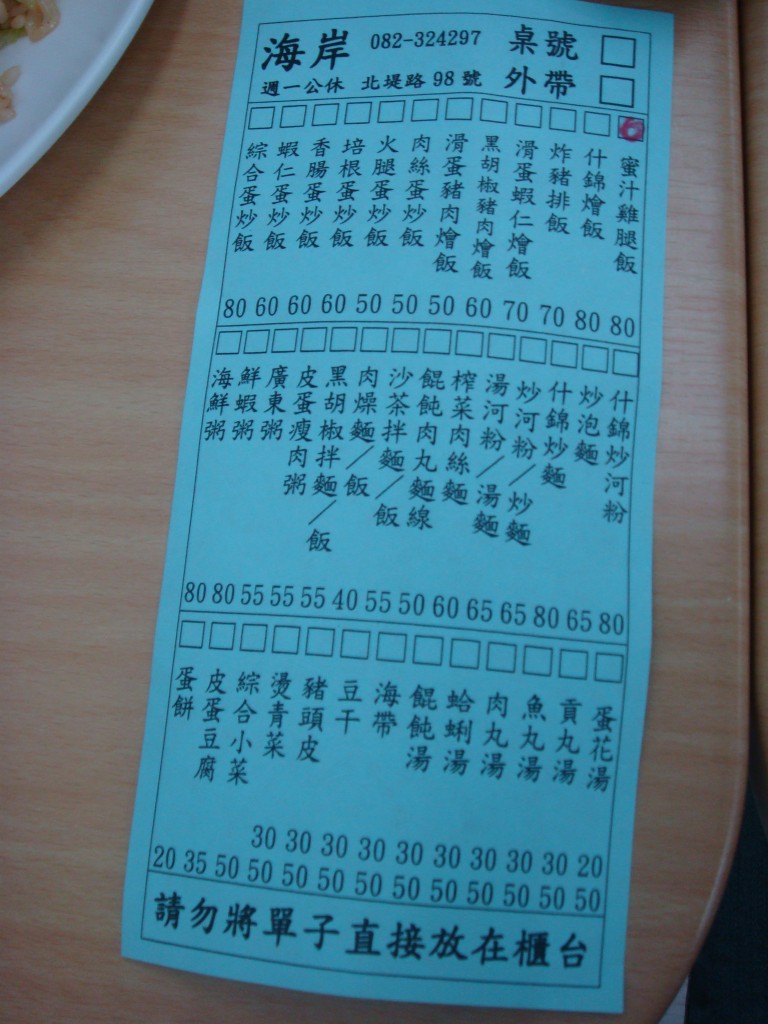 海岸 082-324297
週一公休 北堤路 98 號
桌號
外帶
6
蜜汁雞腿飯 80
什錦燴飯 80
炸豬排飯 70
滑蛋蝦仁燴飯 70
黑胡椒豬肉燴飯 60
滑蛋豬肉燴飯 50
肉絲蛋炒飯 50
火腿蛋炒飯 50
培根蛋炒飯 60
香腸蛋炒飯 60
蝦仁蛋炒飯 60
綜合蛋炒飯 80
什錦炒河粉 80
炒泡麵 65
什錦炒麵 80
炒河粉／炒麵 65
湯河粉／湯麵 65
榨菜肉絲麵 60
餛飩肉丸麵線 50
沙茶拌麵／飯 55
肉燥麵／飯 40
黑胡椒拌麵／飯 55
皮蛋瘦肉粥 55
廣東粥 55
鮮蝦粥 80
海鮮粥 80
蛋花湯
貢丸湯
魚丸湯
肉丸湯
蛤蜊湯
餛飩湯
海帶
豆干
豬頭皮
燙青菜
綜合小菜
皮蛋豆腐
蛋餅
30 30 30 30 30 30 30 30 30 20
20 35 50 50 50 50 50 50 50 50 50 50 50
請勿將單子直接放在櫃台